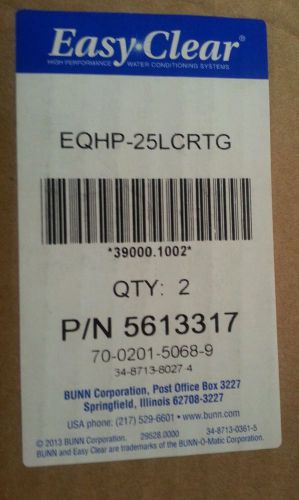 Easy Clear®
HIGH PERFORMANCE WATER CONDITIONING SYSTEMS
EQHP-25LCRTG
*39000.1002*
QTY: 2
P/N 5613317
70-0201-5068-9
34-8713-8027 4
BUNN Corporation, Post Office Box 3227
Springfield, Illinois 62708-3227
USA phone: (217) 529-6601 • www.bunn.com
© 2013 BUNN Corporation. 29528.0000 34-8713-0361-5
BUNN and Easy Clear are trademarks of the BUNN-O-Matic Corporation.